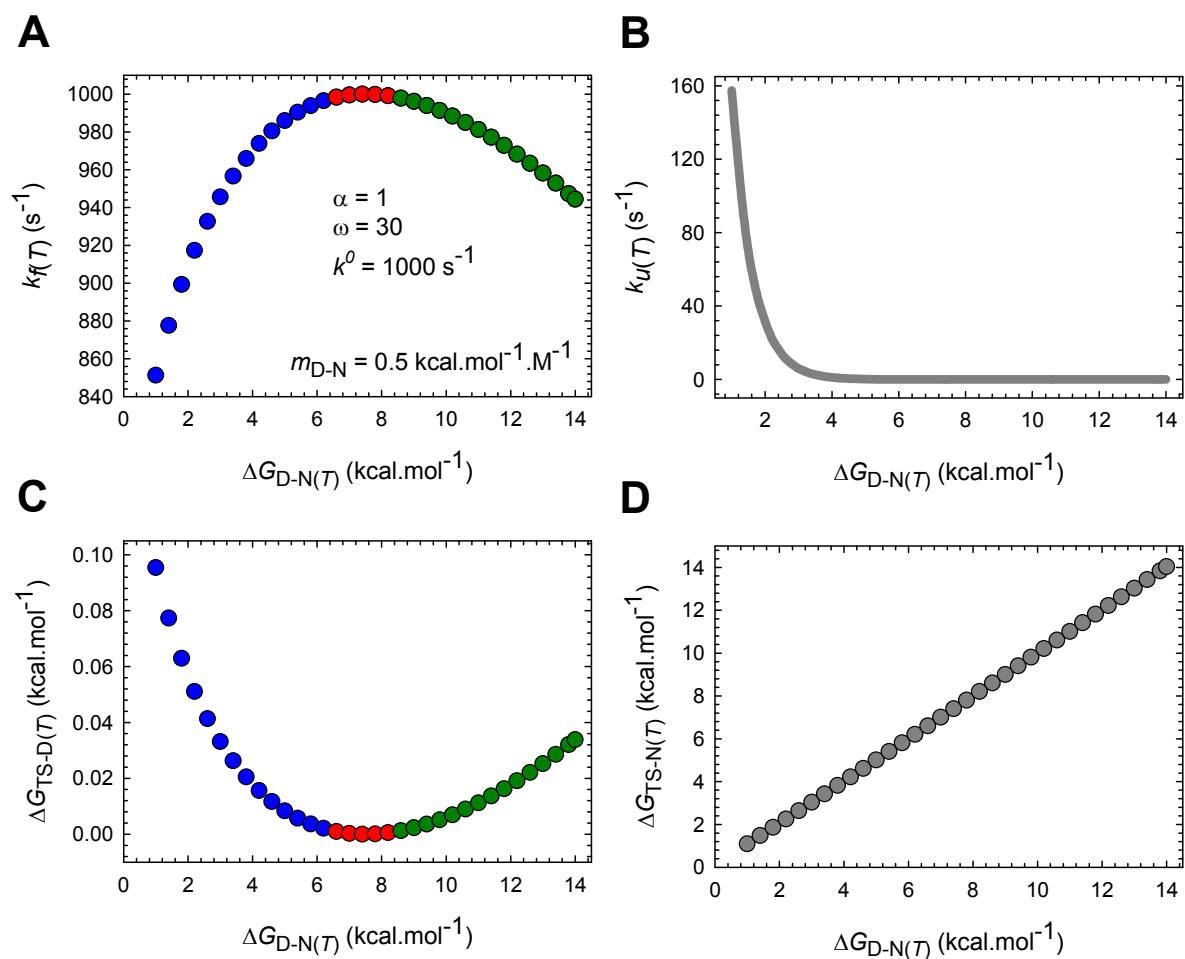 A
k_f(T) (s⁻¹)
1000
980
960
940
920
900
880
860
840
α = 1
ω = 30
k⁰ = 1000 s⁻¹
m_D-N = 0.5 kcal.mol⁻¹.M⁻¹
0 2 4 6 8 10 12 14
ΔG_D-N(T) (kcal.mol⁻¹)
B
k_u(T) (s⁻¹)
160
120
80
40
0
2 4 6 8 10 12 14
ΔG_D-N(T) (kcal.mol⁻¹)
C
ΔG_TS-D(T) (kcal.mol⁻¹)
0.10
0.08
0.06
0.04
0.02
0.00
0 2 4 6 8 10 12 14
ΔG_D-N(T) (kcal.mol⁻¹)
D
ΔG_TS-N(T) (kcal.mol⁻¹)
14
12
10
8
6
4
2
0
0 2 4 6 8 10 12 14
ΔG_D-N(T) (kcal.mol⁻¹)